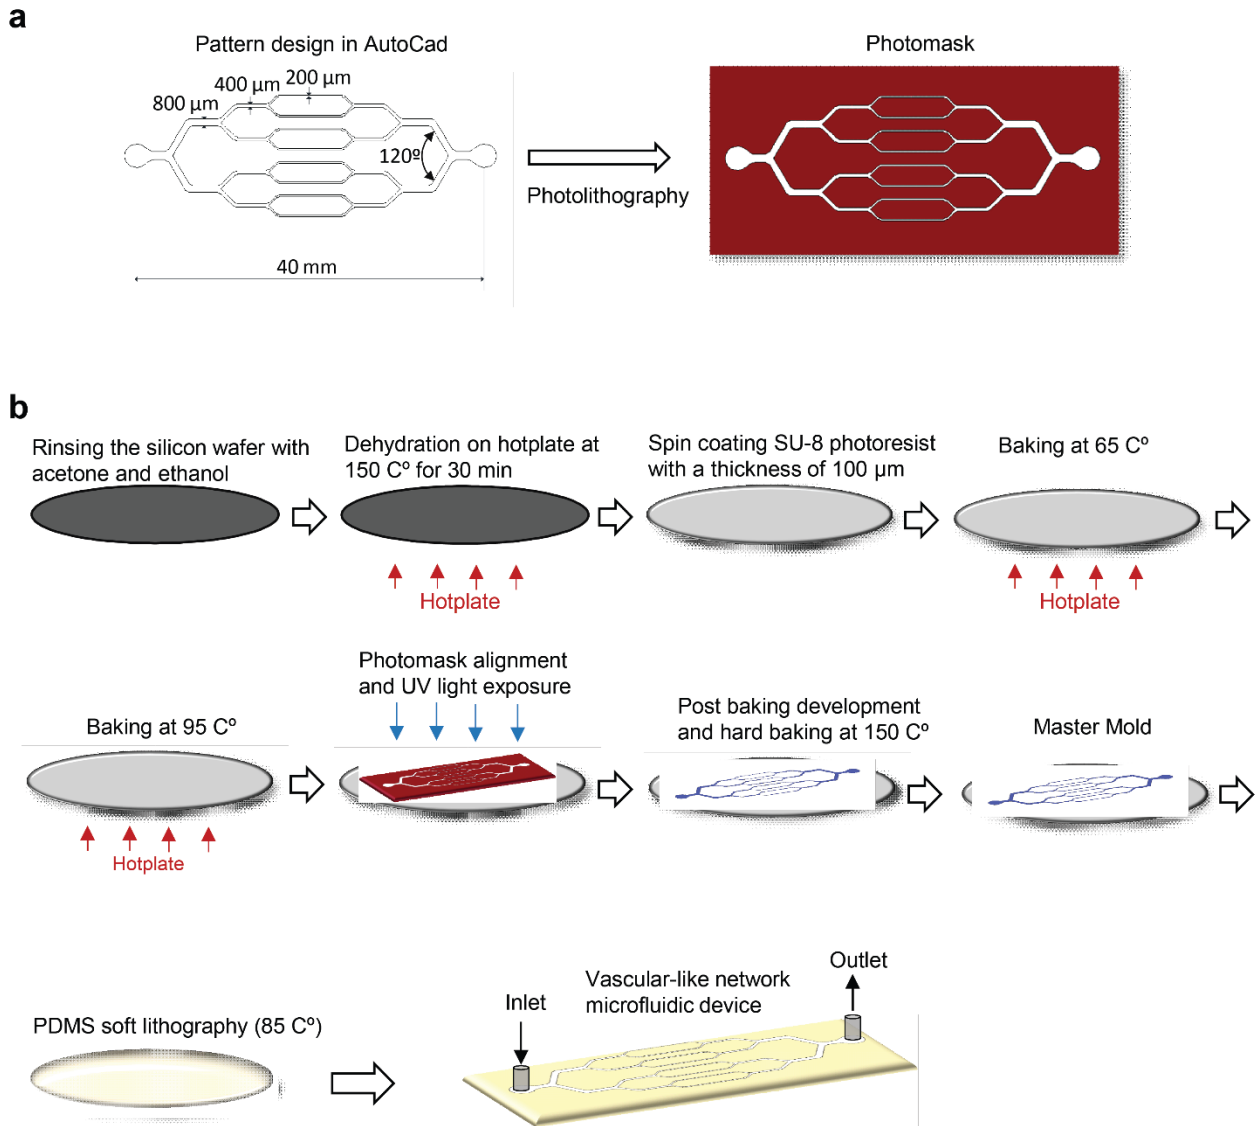 a
Pattern design in AutoCad
Photomask
200 µm
400 µm
800 µm
120º
Photolithography
40 mm
b
Rinsing the silicon wafer with
acetone and ethanol
Dehydration on hotplate at
150 Cº for 30 min
Spin coating SU-8 photoresist
with a thickness of 100 µm
Baking at 65 Cº
Hotplate
Hotplate
Baking at 95 Cº
Photomask alignment
and UV light exposure
Post baking development
and hard baking at 150 Cº
Master Mold
Hotplate
PDMS soft lithography (85 Cº)
Inlet
Vascular-like network
microfluidic device
Outlet